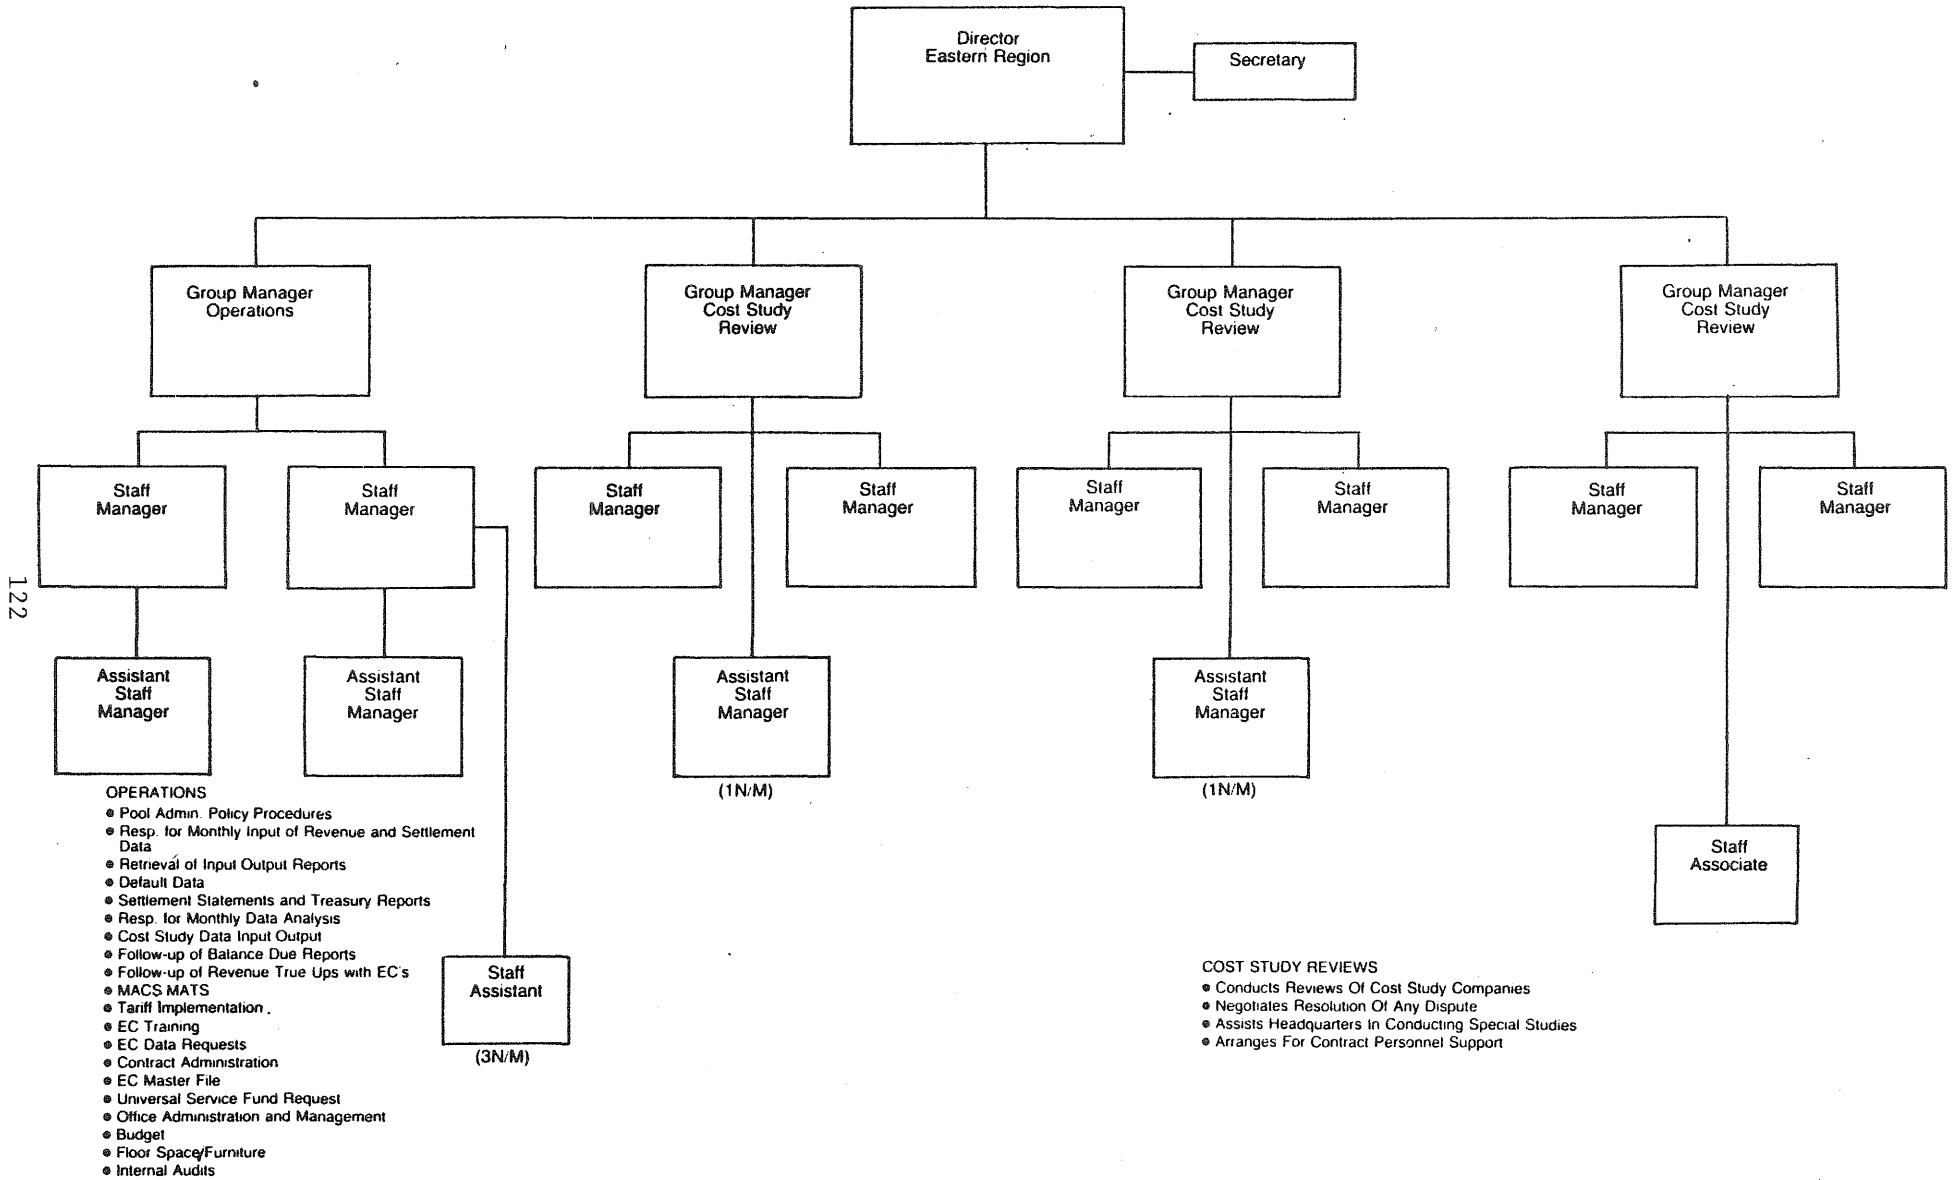 Director
Eastern Region
Secretary
Group Manager
Operations
Group Manager
Cost Study
Review
Group Manager
Cost Study
Review
Group Manager
Cost Study
Review
Staff
Manager
Staff
Manager
Staff
Manager
Staff
Manager
Staff
Manager
Staff
Manager
Staff
Manager
Staff
Manager
122
Assistant
Staff
Manager
Assistant
Staff
Manager
Assistant
Staff
Manager
(1N/M)
Assistant
Staff
Manager
(1N/M)
Staff
Associate
OPERATIONS
● Pool Admin. Policy Procedures
● Resp. for Monthly Input of Revenue and Settlement
Data
● Retrieval of Input Output Reports
● Default Data
● Settlement Statements and Treasury Reports
● Resp. for Monthly Data Analysis
● Cost Study Data Input Output
● Follow-up of Balance Due Reports
● Follow-up of Revenue True Ups with EC's
● MACS MATS
● Tariff Implementation
● EC Training
● EC Data Requests
● Contract Administration
● EC Master File
● Universal Service Fund Request
● Office Administration and Management
● Budget
● Floor Space/Furniture
● Internal Audits
Staff
Assistant
(3N/M)
COST STUDY REVIEWS
● Conducts Reviews Of Cost Study Companies
● Negotiates Resolution Of Any Dispute
● Assists Headquarters In Conducting Special Studies
● Arranges For Contract Personnel Support